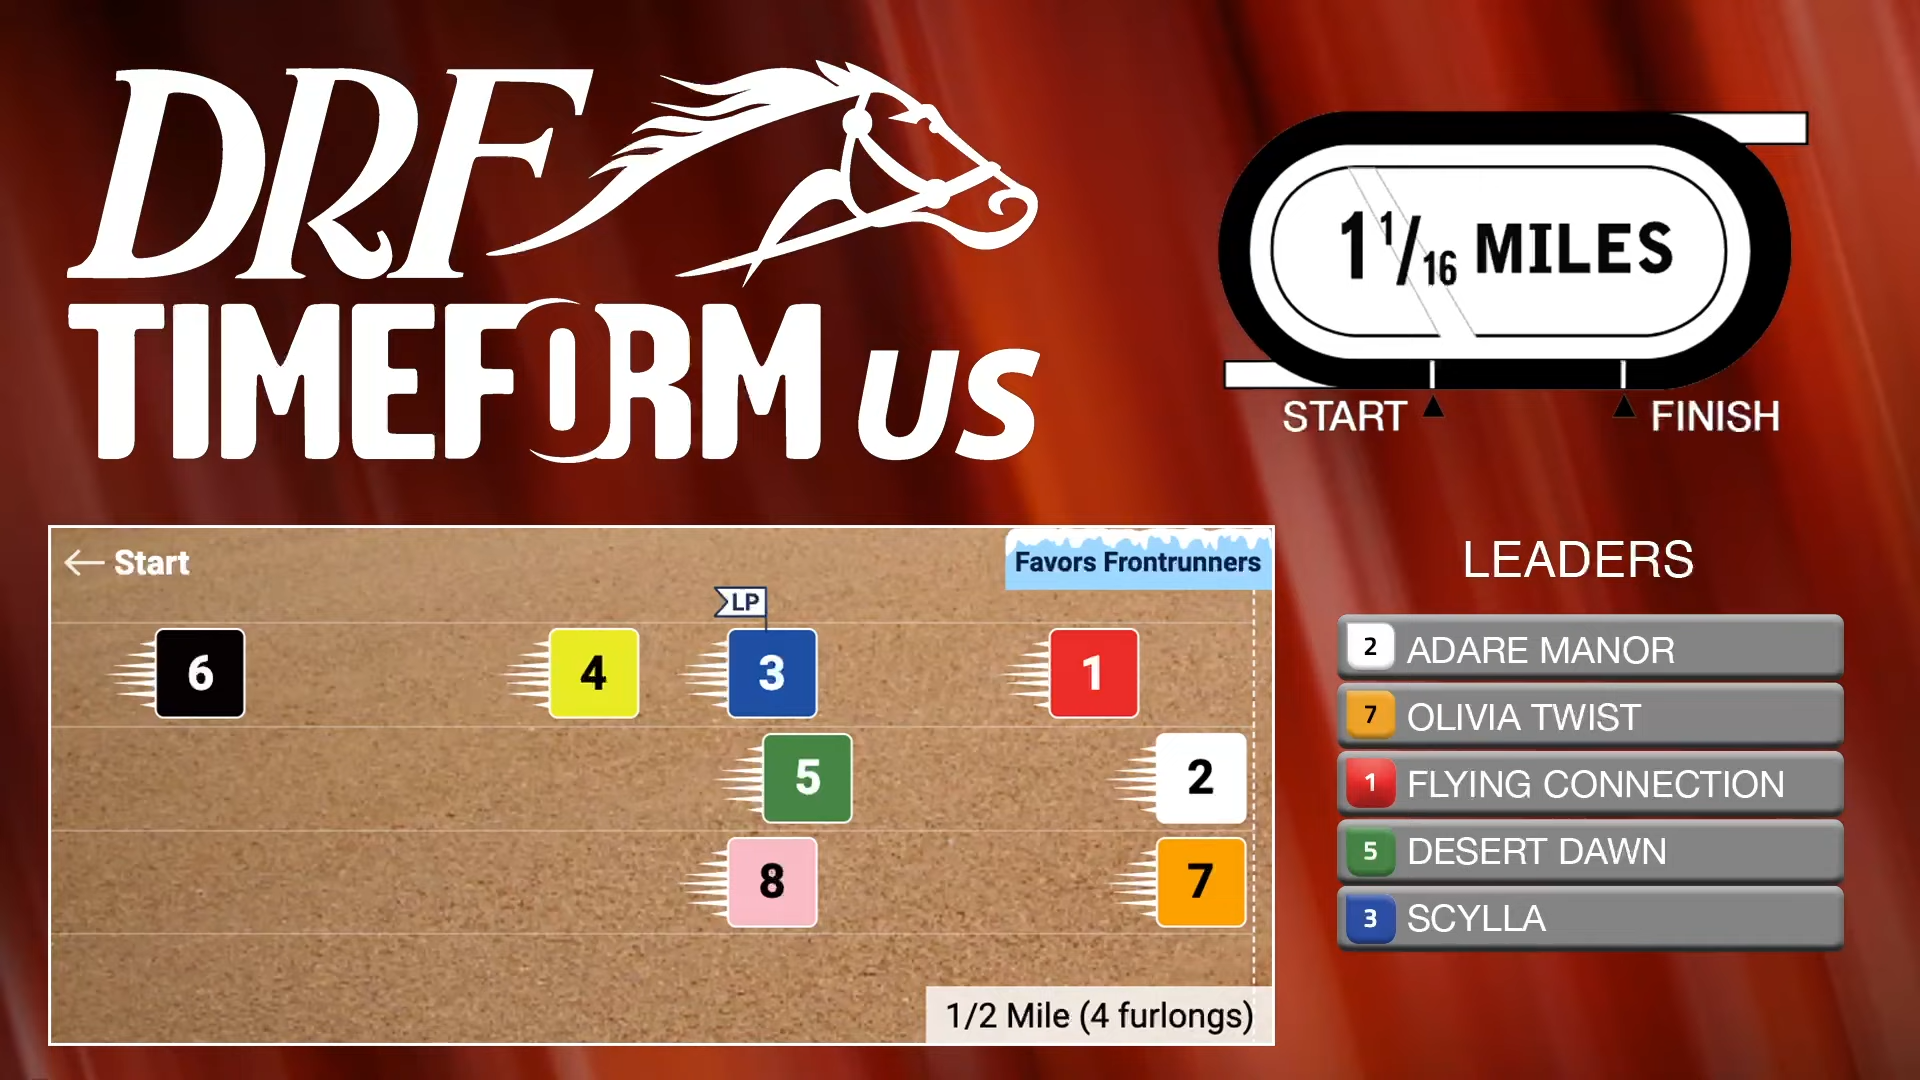 DRF
TIMEFORM US
1 1/16 MILES
START
FINISH
← Start
Favors Frontrunners
LP
6
4
3
1
5
2
8
7
1/2 Mile (4 furlongs)
LEADERS
2 ADARE MANOR
7 OLIVIA TWIST
1 FLYING CONNECTION
5 DESERT DAWN
3 SCYLLA